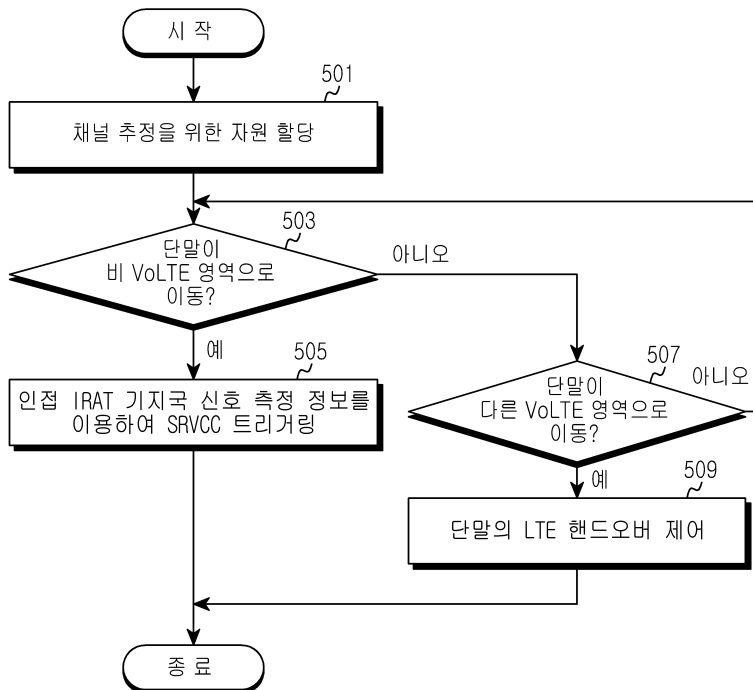 시 작
501
채널 추정을 위한 자원 할당
503
단말이
비 VoLTE 영역으로
이동?
아니오
예
505
인접 IRAT 기지국 신호 측정 정보를
이용하여 SRVCC 트리거링
507
단말이
다른 VoLTE 영역으로
이동?
아니오
예
509
단말의 LTE 핸드오버 제어
종 료